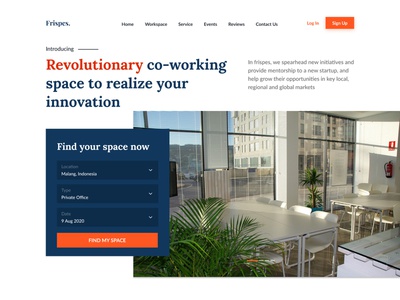 Frispes.
Home Workspace Service Events Reviews Contact Us
Log In Sign Up
Introducing
Revolutionary co-working
space to realize your
innovation
In frispes, we spearhead new initiatives and
provide mentorship to a new startup, and
help grow their opportunities in key local,
regional and global markets
Find your space now
Location
Malang, Indonesia
Type
Private Office
Date
9 Aug 2020
FIND MY SPACE